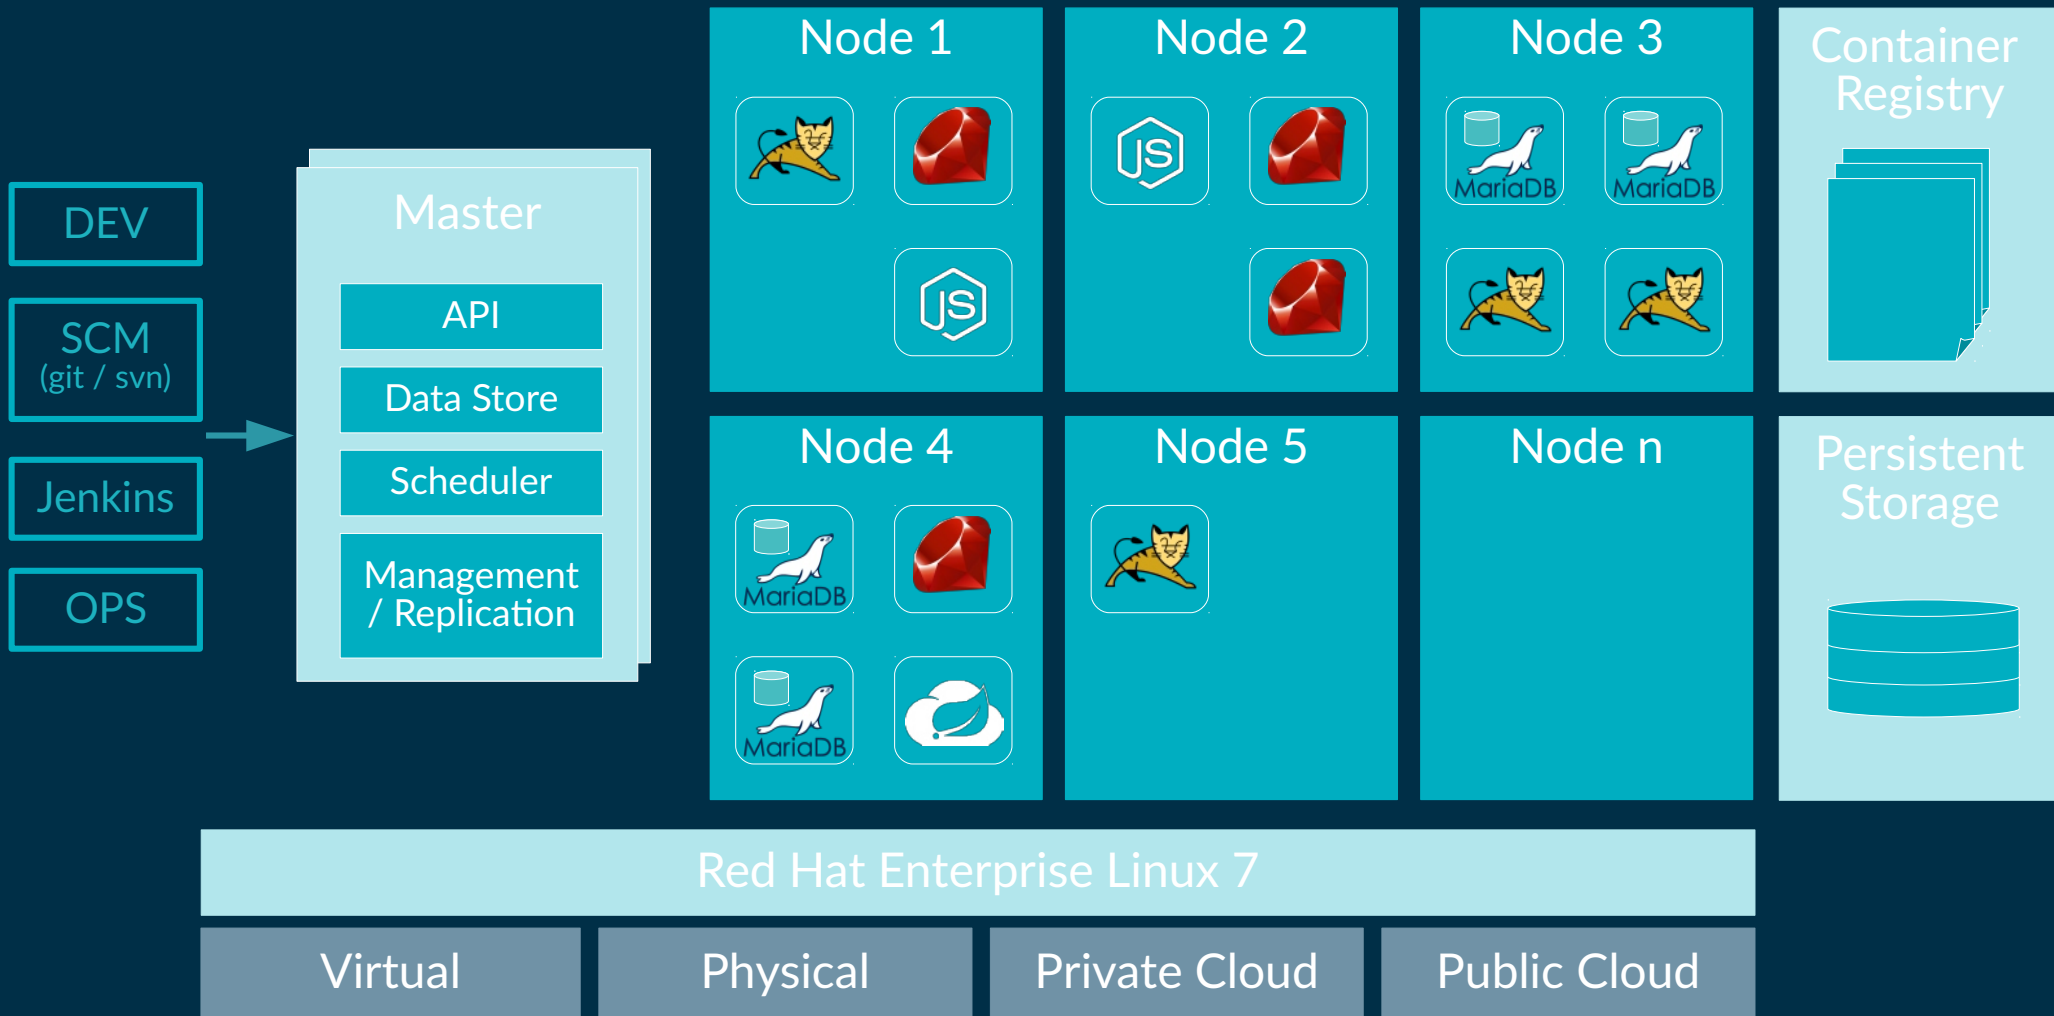 DEV
SCM
(git / svn)
Jenkins
OPS
Master
API
Data Store
Scheduler
Management
/ Replication
Node 1
JS
Node 2
JS
Node 3
MariaDB
MariaDB
Container
Registry
Node 4
MariaDB
MariaDB
Node 5
Node n
Persistent
Storage
Red Hat Enterprise Linux 7
Virtual
Physical
Private Cloud
Public Cloud